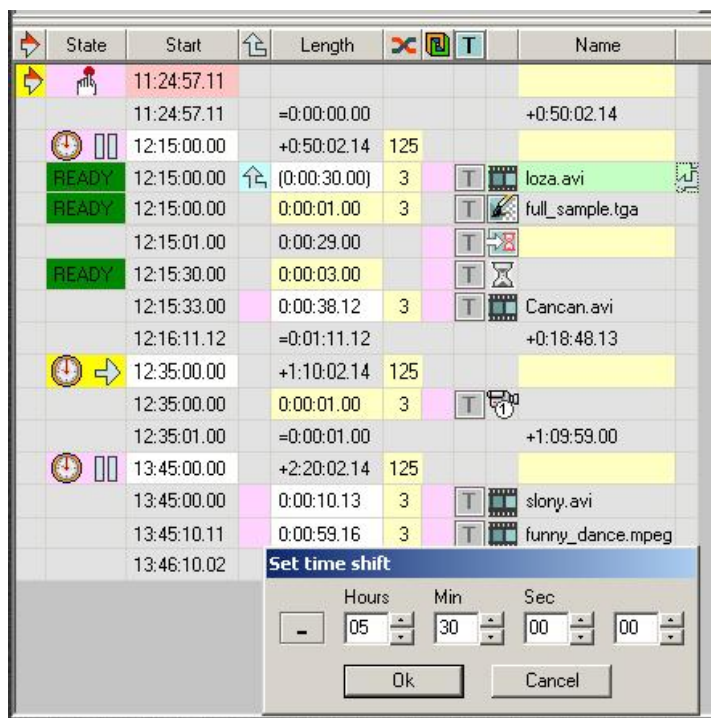 State Start Length T Name
11:24:57.11
11:24:57.11 =0:00:00.00 +0:50:02.14
12:15:00.00 +0:50:02.14 125
READY 12:15:00.00 (0:00:30.00) 3 T loza.avi
READY 12:15:00.00 0:00:01.00 3 T full_sample.tga
12:15:01.00 0:00:29.00 T
READY 12:15:30.00 0:00:03.00 T
12:15:33.00 0:00:38.12 3 T Cancan.avi
12:16:11.12 =0:01:11.12 +0:18:48.13
12:35:00.00 +1:10:02.14 125
12:35:00.00 0:00:01.00 3 T 1
12:35:01.00 =0:00:01.00 +1:09:59.00
13:45:00.00 +2:20:02.14 125
13:45:00.00 0:00:10.13 3 T slony.avi
13:45:10.11 0:00:59.16 3 T funny_dance.mpeg
13:46:10.02
Set time shift
Hours Min Sec
- 05 30 00 00
Ok Cancel